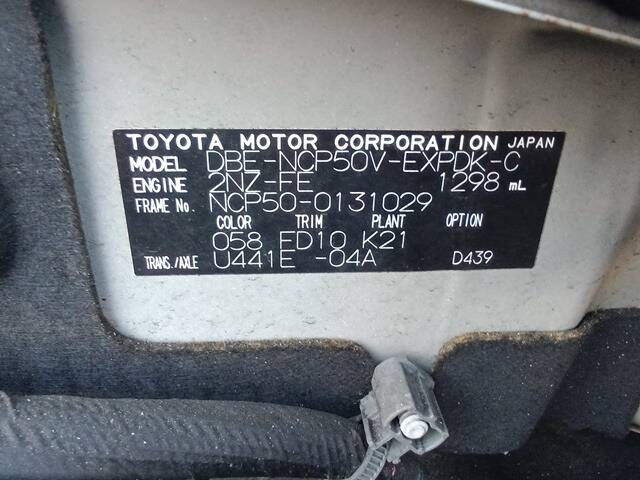 TOYOTA MOTOR CORPORATION JAPAN
MODEL DBE-NCP50V-EXPDK-C
ENGINE 2NZ-FE 1298 mL
FRAME No. NCP50-0131029
COLOR TRIM PLANT OPTION
058 ED10 K21
TRANS./AXLE U441E -04A D439